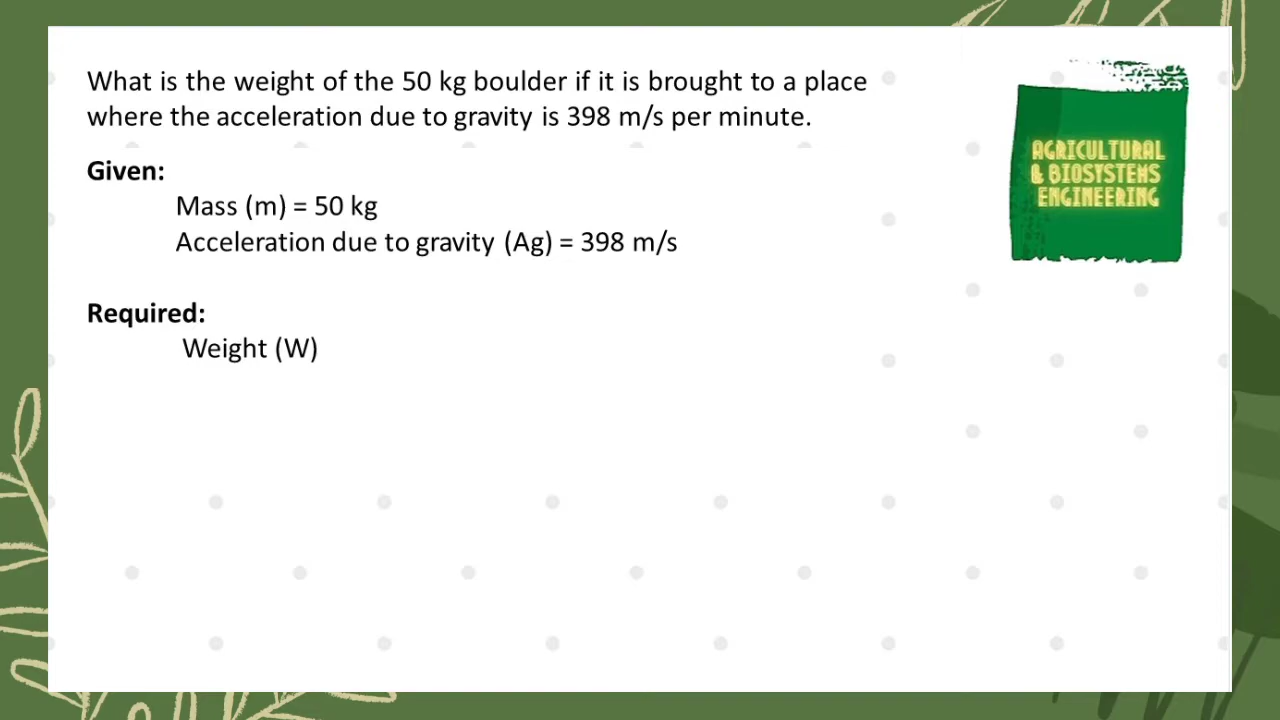 What is the weight of the 50 kg boulder if it is brought to a place
where the acceleration due to gravity is 398 m/s per minute.
Given:
Mass (m) = 50 kg
Acceleration due to gravity (Ag) = 398 m/s
Required:
Weight (W)
AGRICULTURAL
& BIOSYSTEMS
ENGINEERING